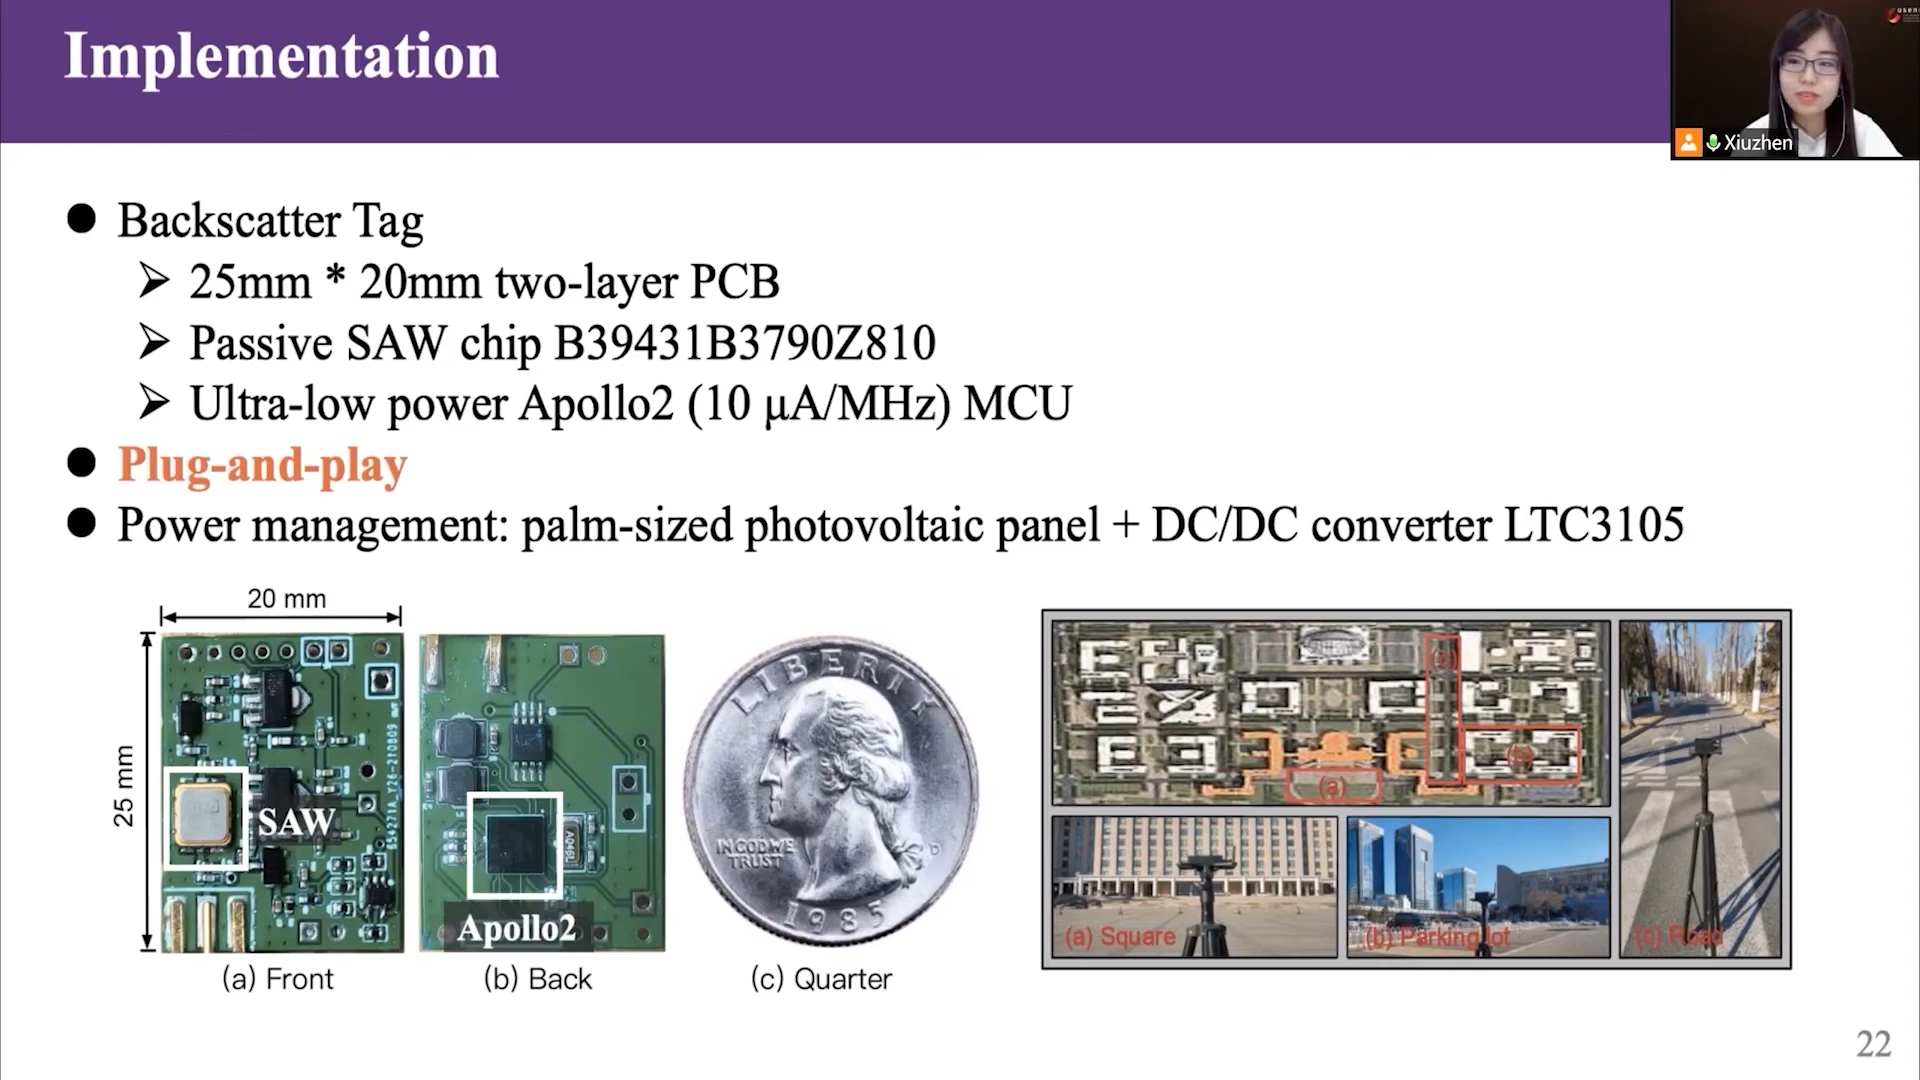 Implementation
usen
Xiuzhen
Backscatter Tag
25mm * 20mm two-layer PCB
Passive SAW chip B39431B3790Z810
Ultra-low power Apollo2 (10 μA/MHz) MCU
Plug-and-play
Power management: palm-sized photovoltaic panel + DC/DC converter LTC3105
20 mm
25 mm
SAW
Apollo2
LIBERTY
IN GOD WE
TRUST
D
1985
(a) Front
(b) Back
(c) Quarter
(c)
(b)
(a)
(a) Square
(b) Parking lot
(c) Road
22